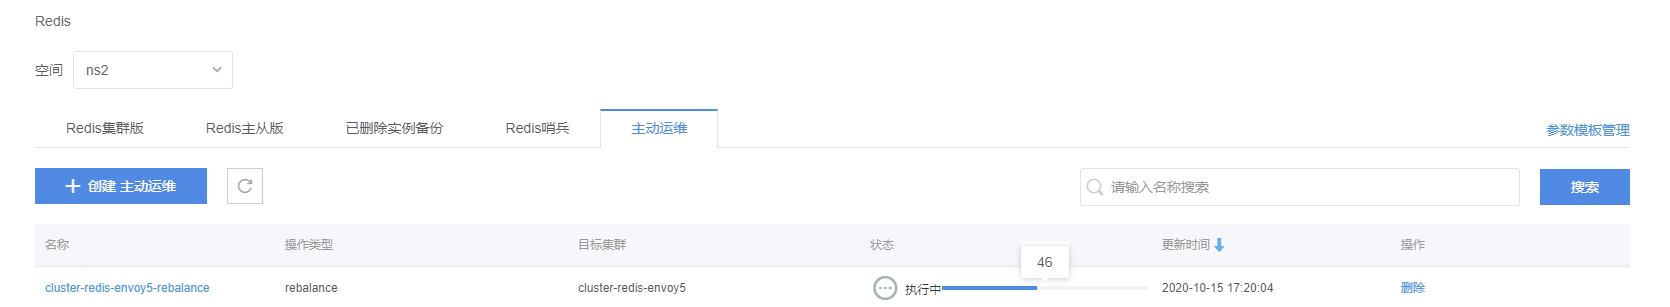 Redis
空间 ns2
Redis集群版 Redis主从版 已删除实例备份 Redis哨兵 主动运维 参数模板管理
创建 主动运维 请输入名称搜索 搜索
名称 操作类型 目标集群 状态 更新时间 操作
46
cluster-redis-envoy5-rebalance rebalance cluster-redis-envoy5 执行中 2020-10-15 17:20:04 删除